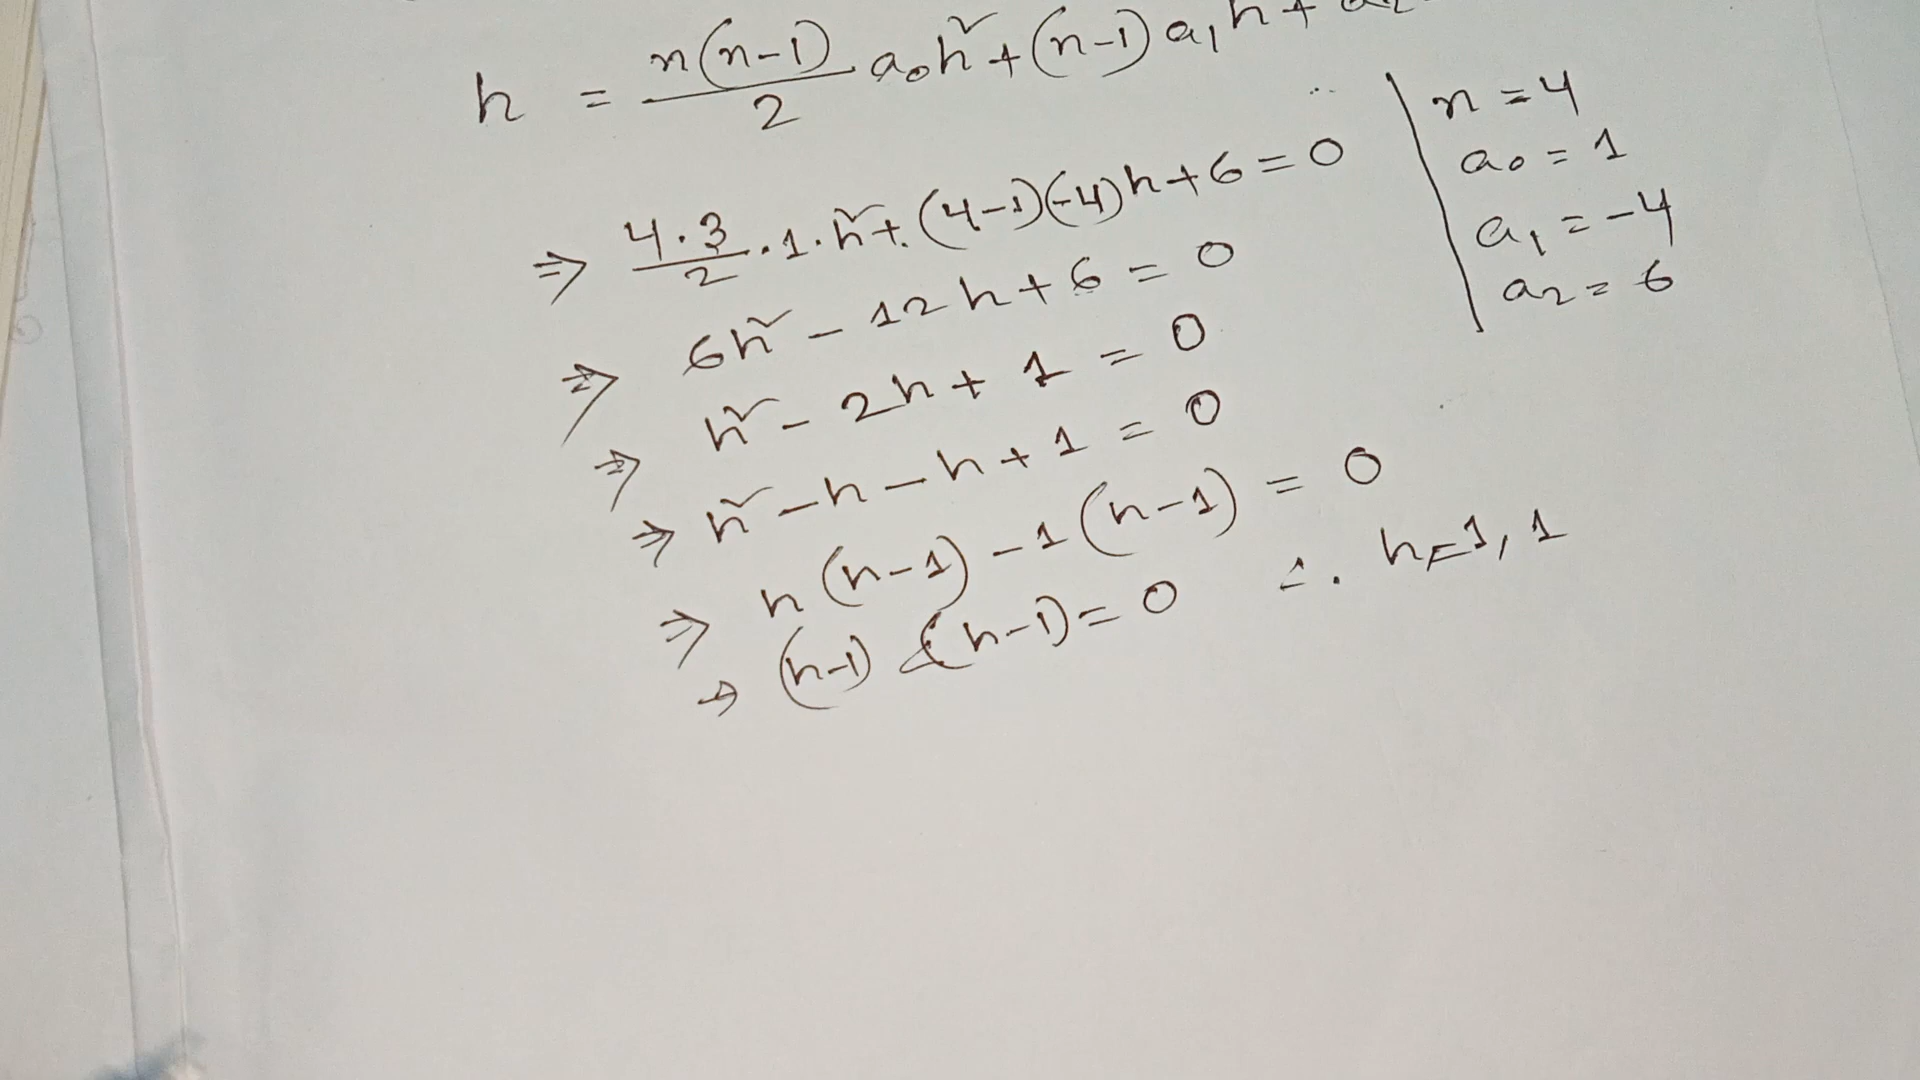 h = n(n-1)/2 a₀h² + (n-1) a₁h + a₂
⇒ 4·3/2 · 1 · h² + (4-1)(-4)h + 6 = 0
⇒ 6h² - 12h + 6 = 0
⇒ h² - 2h + 1 = 0
⇒ h² - h - h + 1 = 0
⇒ h(h-1) - 1(h-1) = 0
→ (h-1) (h-1) = 0 ∴ h = 1, 1
n = 4
a₀ = 1
a₁ = -4
a₂ = 6